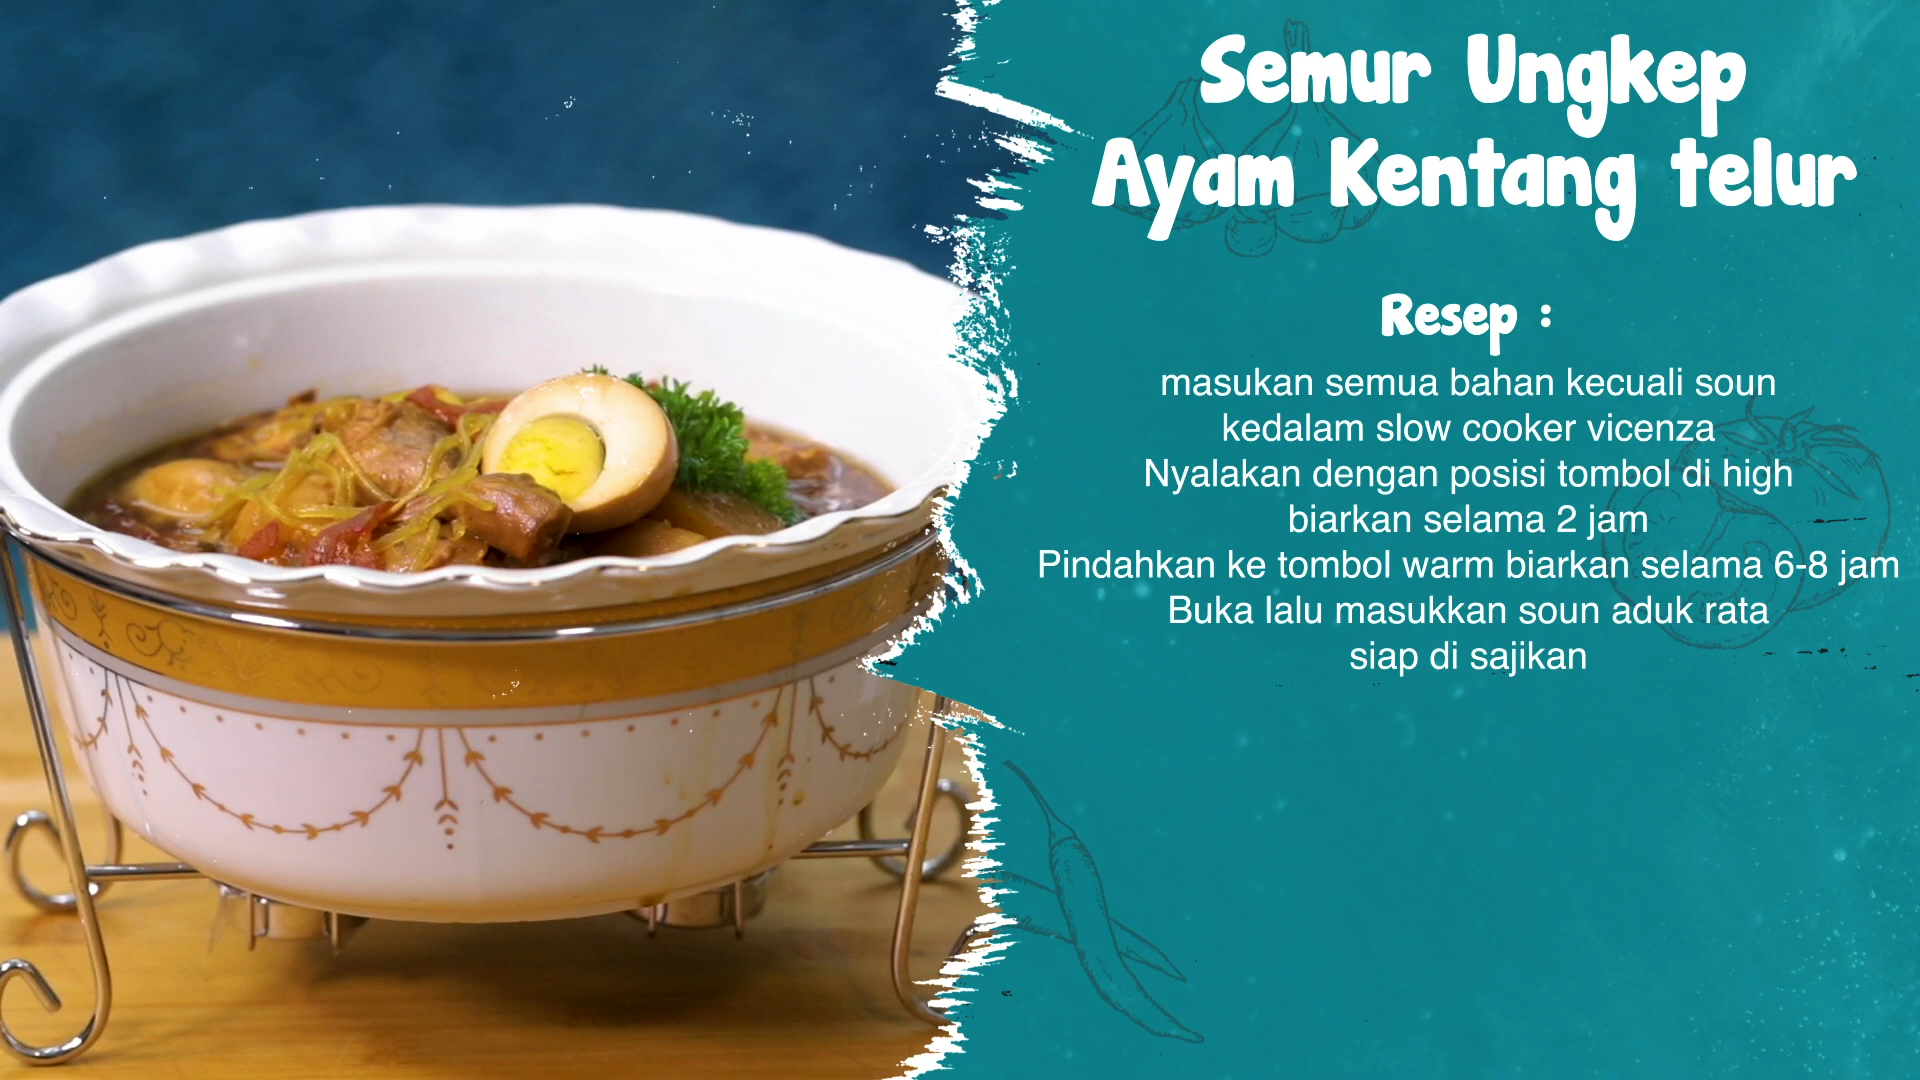 Semur Ungkep
Ayam Kentang telur
Resep :
masukan semua bahan kecuali soun
kedalam slow cooker vicenza
Nyalakan dengan posisi tombol di high
biarkan selama 2 jam
Pindahkan ke tombol warm biarkan selama 6-8 jam
Buka lalu masukkan soun aduk rata
siap di sajikan